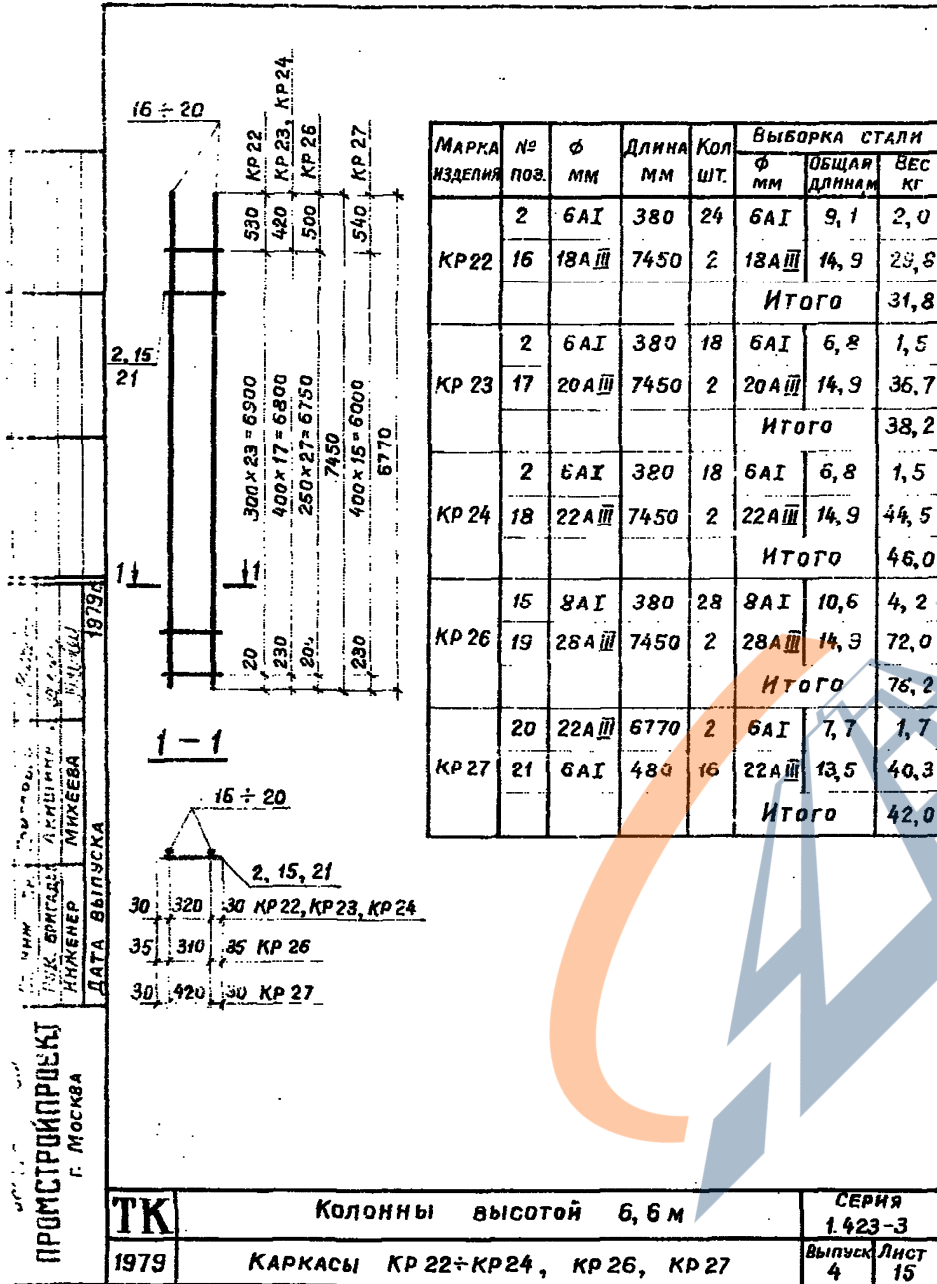 16 ÷ 20
КР 22
КР 23, КР 24
КР 26
КР 27
530
420
500
540
2, 15
21
300×23=6900
400×17=6800
250×27=6750
7450
400×15=6000
6770
1 1
20
230
200
230
1 – 1
16 ÷ 20
2, 15, 21
30 320 30 КР 22, КР 23, КР 24
35 310 35 КР 26
30 420 30 КР 27
МАРКА ИЗДЕЛИЯ № ПОЗ. Ф ММ ДЛИНА ММ КОЛ ШТ. ВЫБОРКА СТАЛИ
Ф ММ ОБЩАЯ ДЛИНА М ВЕС КГ
2 6АI 380 24 6АI 9,1 2,0
КР22 16 18АIII 7450 2 18АIII 14,9 29,8
Итого 31,8
2 6АI 380 18 6АI 6,8 1,5
КР 23 17 20АIII 7450 2 20АIII 14,9 36,7
Итого 38,2
2 6АI 380 18 6АI 6,8 1,5
КР 24 18 22АIII 7450 2 22АIII 14,9 44,5
Итого 46,0
15 8АI 380 28 8АI 10,6 4,2
КР 26 19 28АIII 7450 2 28АIII 14,9 72,0
Итого 76,2
20 22АIII 6770 2 6АI 7,7 1,7
КР 27 21 6АI 480 16 22АIII 13,5 40,3
Итого 42,0
РУК. БРИГАДЫ
ИНЖЕНЕР МИХЕЕВА
ДАТА ВЫПУСКА 1979г
ПРОМСТРОЙПРОЕКТ
г. МОСКВА
ТК Колонны высотой 6,6 м СЕРИЯ 1.423-3
1979 КАРКАСЫ КР 22÷КР24, КР 26, КР 27 Выпуск 4 Лист 15